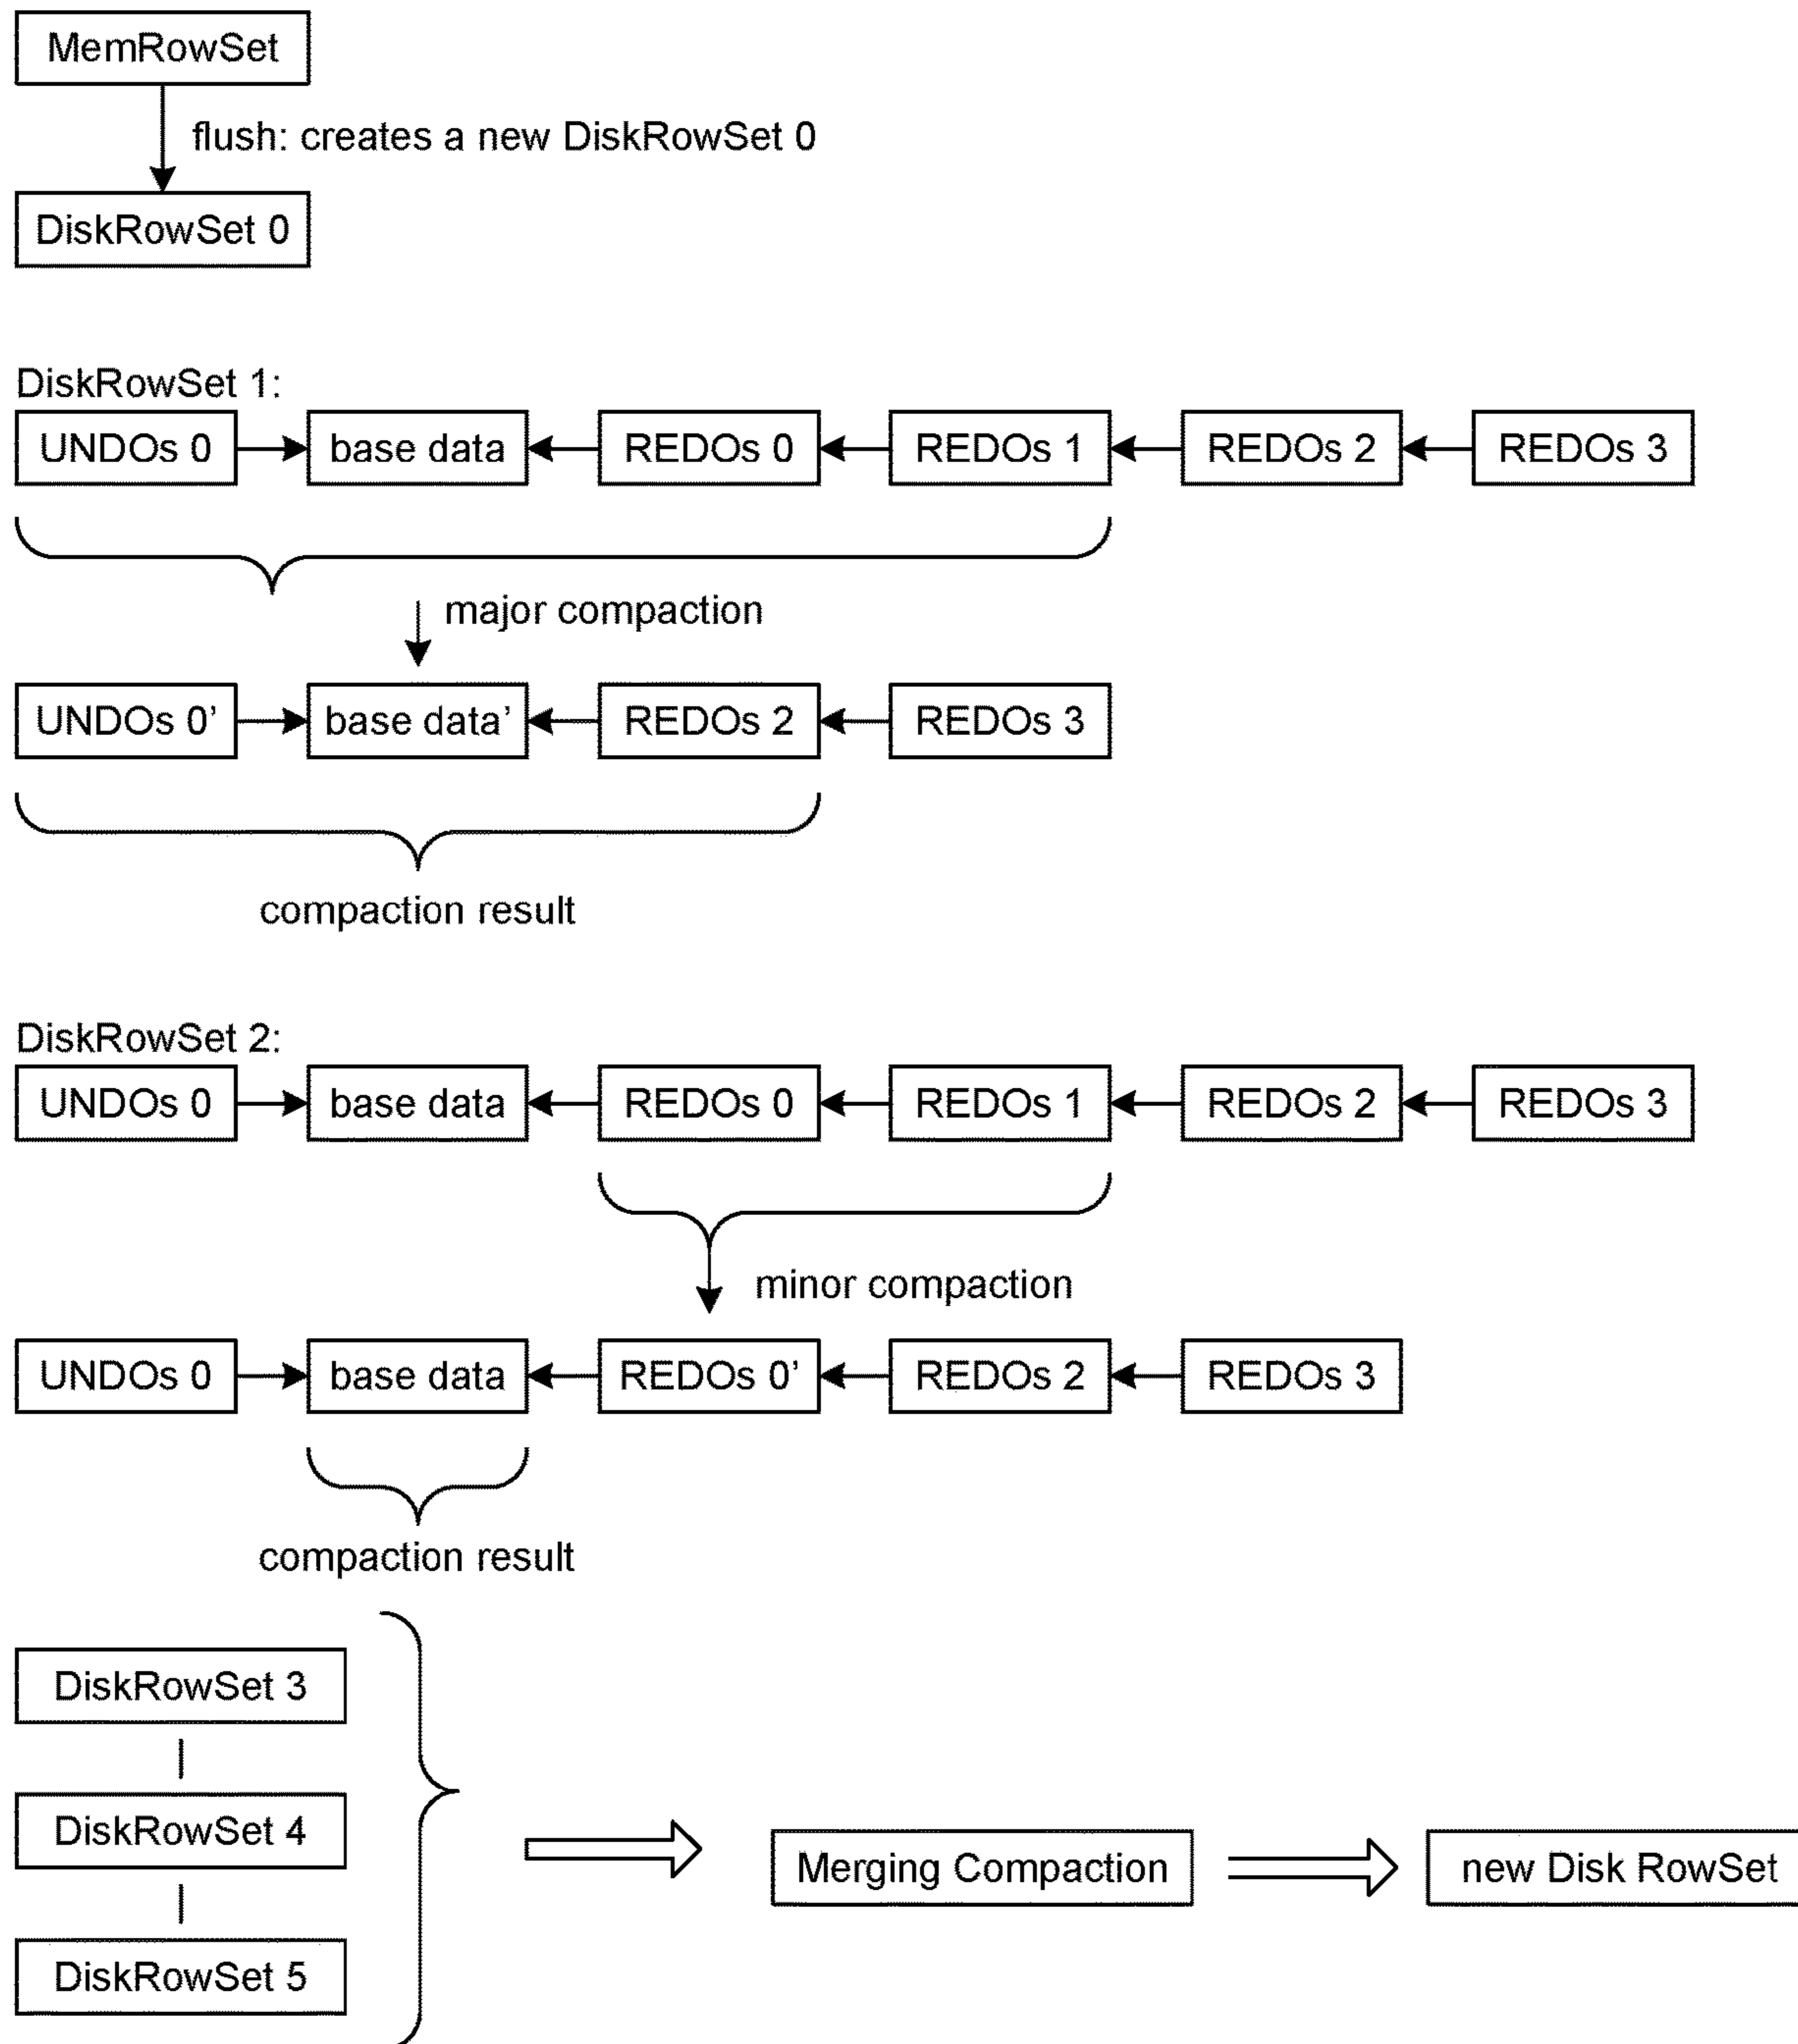 MemRowSet
flush: creates a new DiskRowSet 0
DiskRowSet 0
DiskRowSet 1:
UNDOs 0 base data REDOs 0 REDOs 1 REDOs 2 REDOs 3
major compaction
UNDOs 0' base data' REDOs 2 REDOs 3
compaction result
DiskRowSet 2:
UNDOs 0 base data REDOs 0 REDOs 1 REDOs 2 REDOs 3
minor compaction
UNDOs 0 base data REDOs 0' REDOs 2 REDOs 3
compaction result
DiskRowSet 3
DiskRowSet 4
Merging Compaction new Disk RowSet
DiskRowSet 5